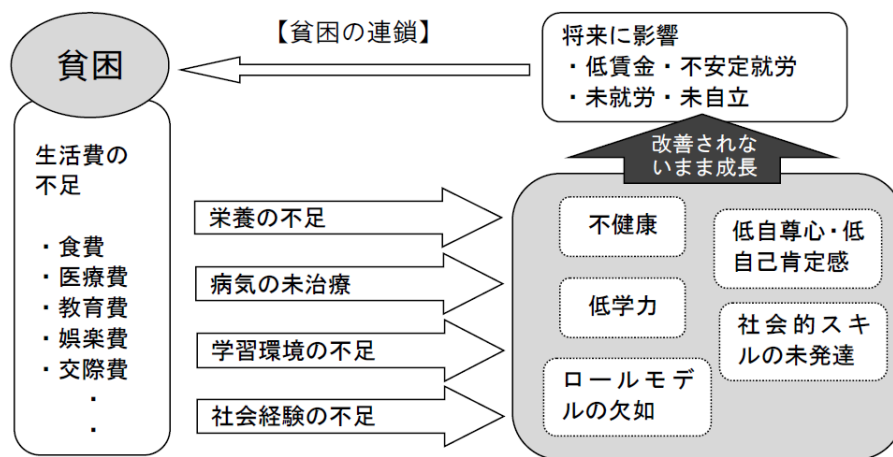 【貧困の連鎖】
貧困
生活費の
不足
・食費
・医療費
・教育費
・娯楽費
・交際費
・
・
栄養の不足
病気の未治療
学習環境の不足
社会経験の不足
不健康
低学力
ロールモデ
ルの欠如
低自尊心・低
自己肯定感
社会的スキ
ルの未発達
改善されな
いまま成長
将来に影響
・低賃金・不安定就労
・未就労・未自立